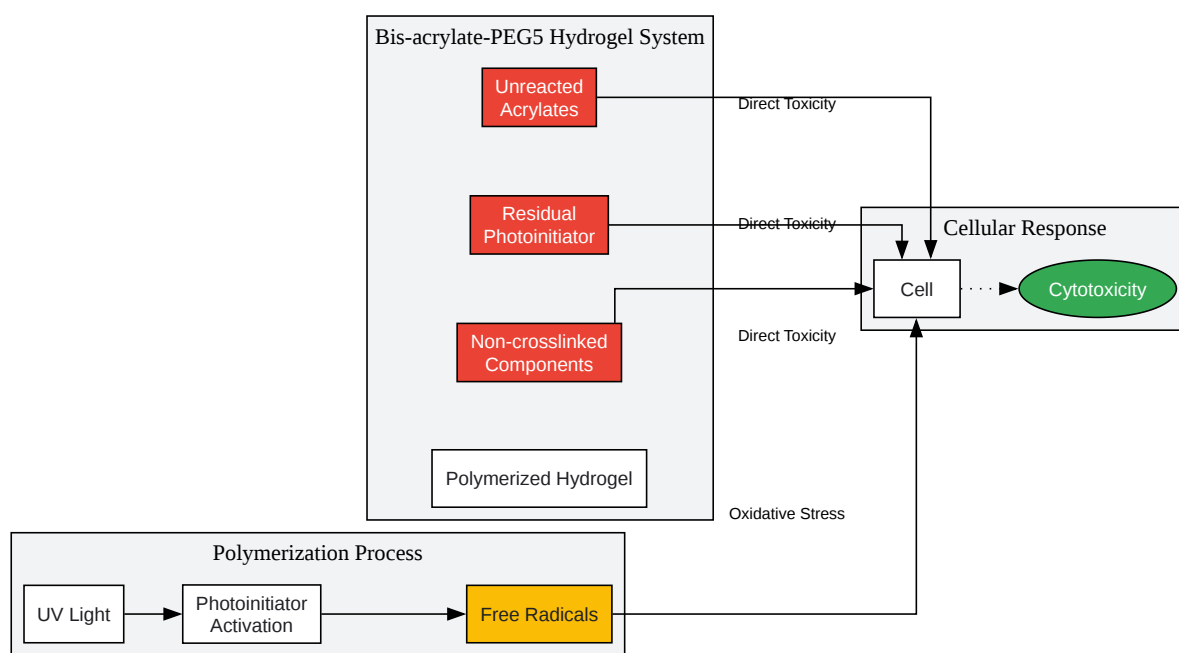 Bis-acrylate-PEG5 Hydrogel System
Unreacted
Acrylates
Direct Toxicity
Residual
Photoinitiator
Direct Toxicity
Cellular Response
Cell
Cytotoxicity
Non-crosslinked
Components
Direct Toxicity
Polymerized Hydrogel
Oxidative Stress
Polymerization Process
UV Light
Photoinitiator
Activation
Free Radicals